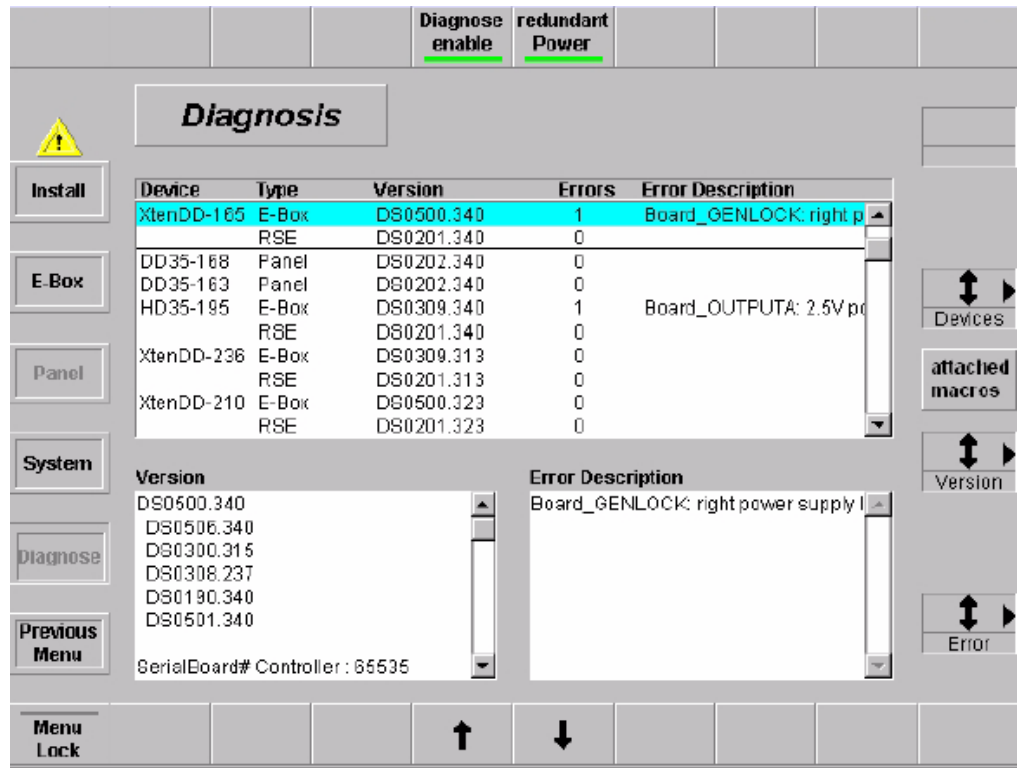 Diagnose enable
redundant Power
Diagnosis
Install
E-Box
Panel
System
Diagnose
Previous Menu
Menu Lock
Device Type Version Errors Error Description
XtenDD-165 E-Box DS0500.340 1 Board_GENLOCK: right p
RSE DS0201.340 0
DD35-168 Panel DS0202.340 0
DD35-163 Panel DS0202.340 0
HD35-195 E-Box DS0309.340 1 Board_OUTPUTA: 2.5V po
RSE DS0201.340 0
XtenDD-236 E-Box DS0309.313 0
RSE DS0201.313 0
XtenDD-210 E-Box DS0500.323 0
RSE DS0201.323 0
Version
DS0500.340
DS0506.340
DS0300.315
DS0308.237
DS0190.340
DS0501.340
SerialBoard# Controller : 65535
Error Description
Board_GENLOCK: right power supply l
Devices
attached macros
Version
Error